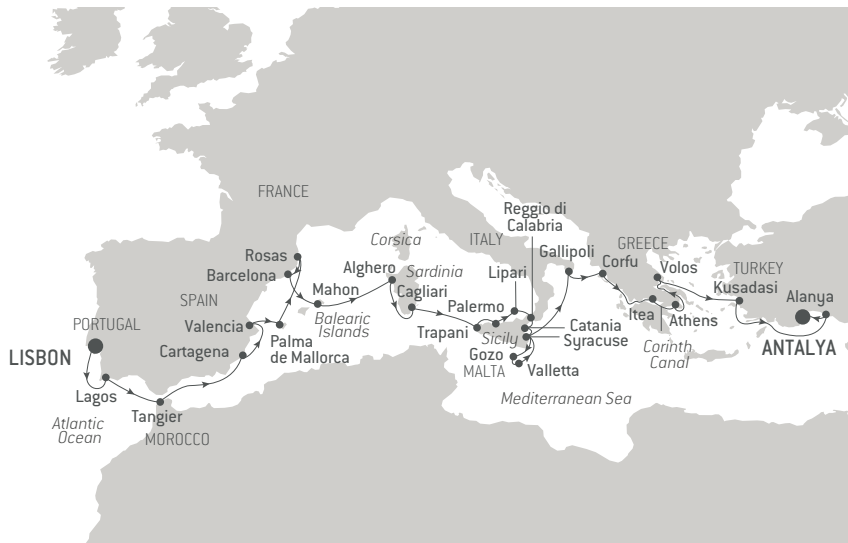 FRANCE
Corsica
ITALY
Reggio di
Calabria
Rosas
Barcelona
Alghero
Sardinia
Gallipoli
GREECE
Corfu
Volos
TURKEY
Kusadasi
Lipari
Mahon
Cagliari
Palermo
SPAIN
Balearic
Islands
Alanya
PORTUGAL
Valencia
Trapani
Sicily
Catania
Syracuse
Itea
Athens
LISBON
Cartagena
Palma
de Mallorca
Gozo
MALTA
Valletta
Corinth
Canal
ANTALYA
Lagos
Tangier
Atlantic
Ocean
MOROCCO
Mediterranean Sea